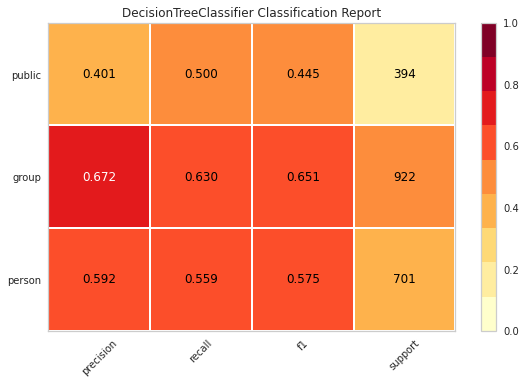 DecisionTreeClassifier Classification Report
public 0.401 0.500 0.445 394
group 0.672 0.630 0.651 922
person 0.592 0.559 0.575 701
precision recall f1 support
1.0
0.8
0.6
0.4
0.2
0.0